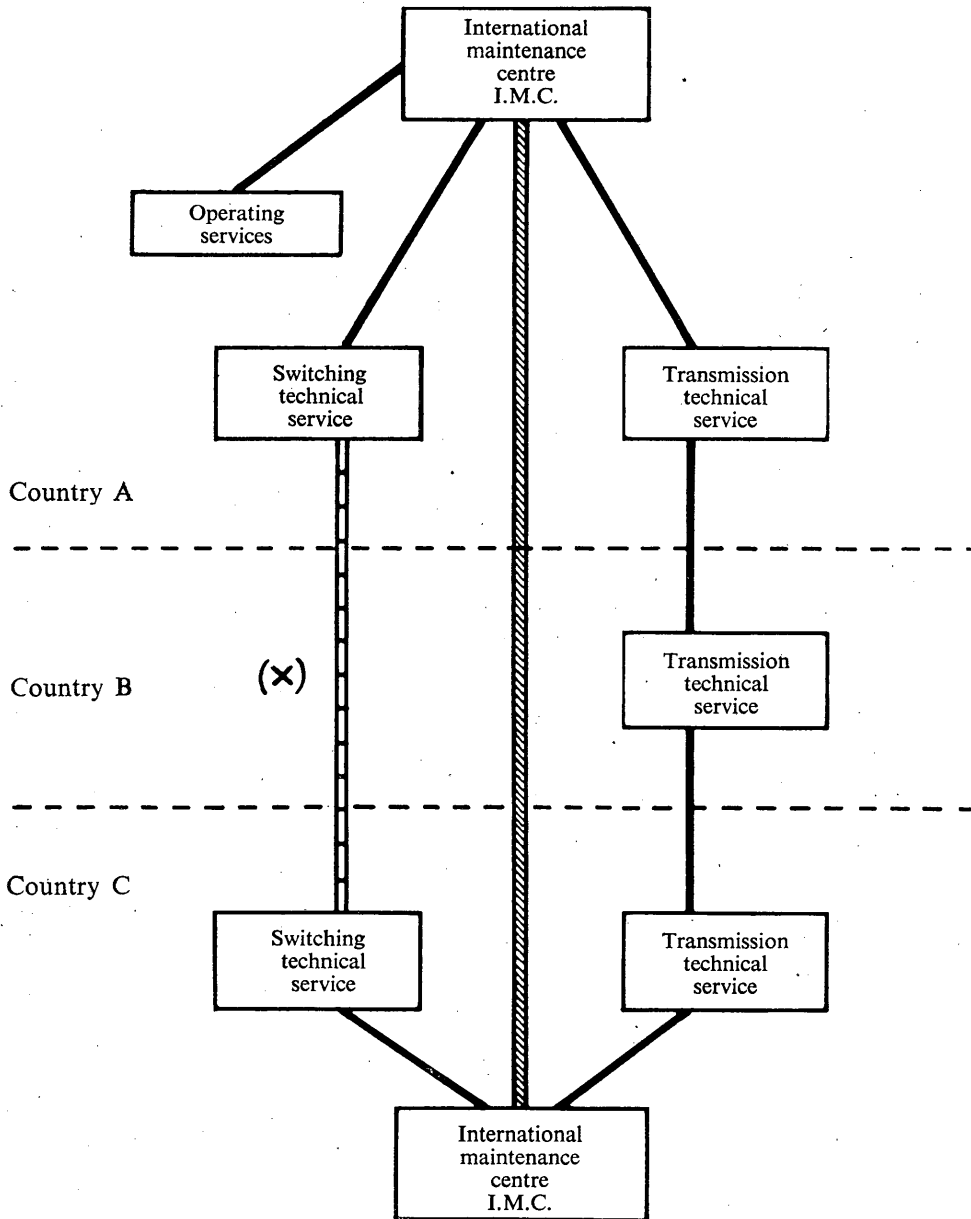 International
maintenance
centre
I.M.C.
Operating
services
Switching
technical
service
Transmission
technical
service
Country A
(×)
Country B
Transmission
technical
service
Country C
Switching
technical
service
Transmission
technical
service
International
maintenance
centre
I.M.C.